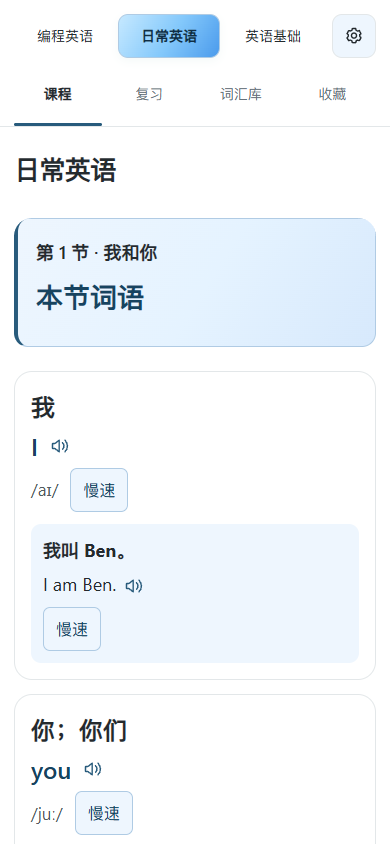 编程英语 日常英语 英语基础
课程 复习 词汇库 收藏
日常英语
第 1 节 · 我和你
本节词语
我
I
/aɪ/ 慢速
我叫 Ben。
I am Ben.
慢速
你；你们
you
/juː/ 慢速